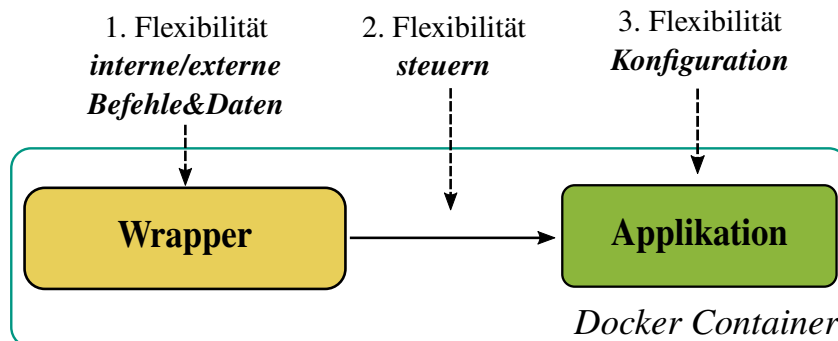 1. Flexibilität
interne/externe
Befehle&Daten
2. Flexibilität
steuern
3. Flexibilität
Konfiguration
Wrapper
Applikation
Docker Container